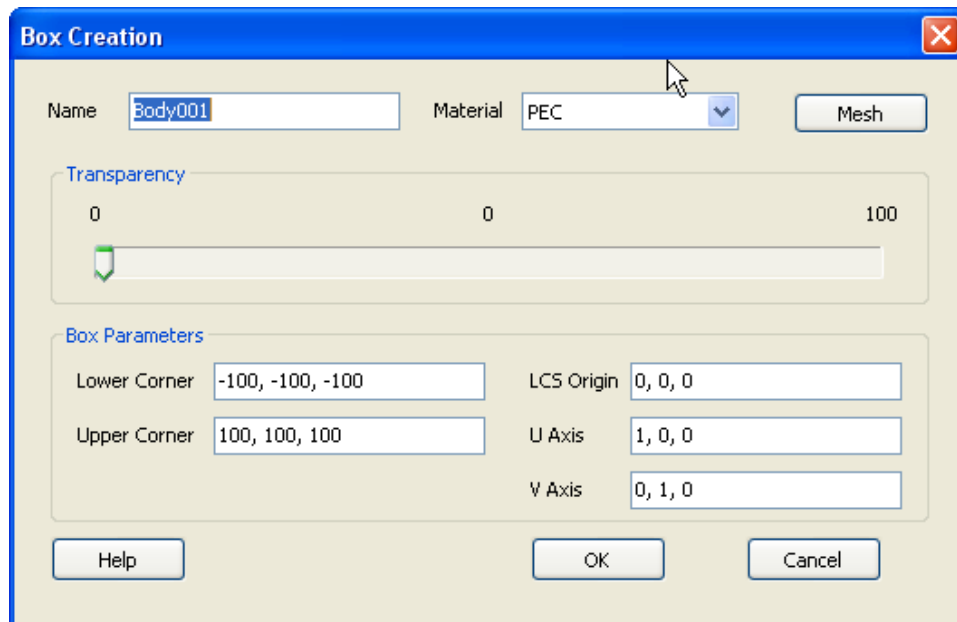 Box Creation
Name Body001 Material PEC Mesh
Transparency
0 0 100
Box Parameters
Lower Corner -100, -100, -100 LCS Origin 0, 0, 0
Upper Corner 100, 100, 100 U Axis 1, 0, 0
V Axis 0, 1, 0
Help OK Cancel